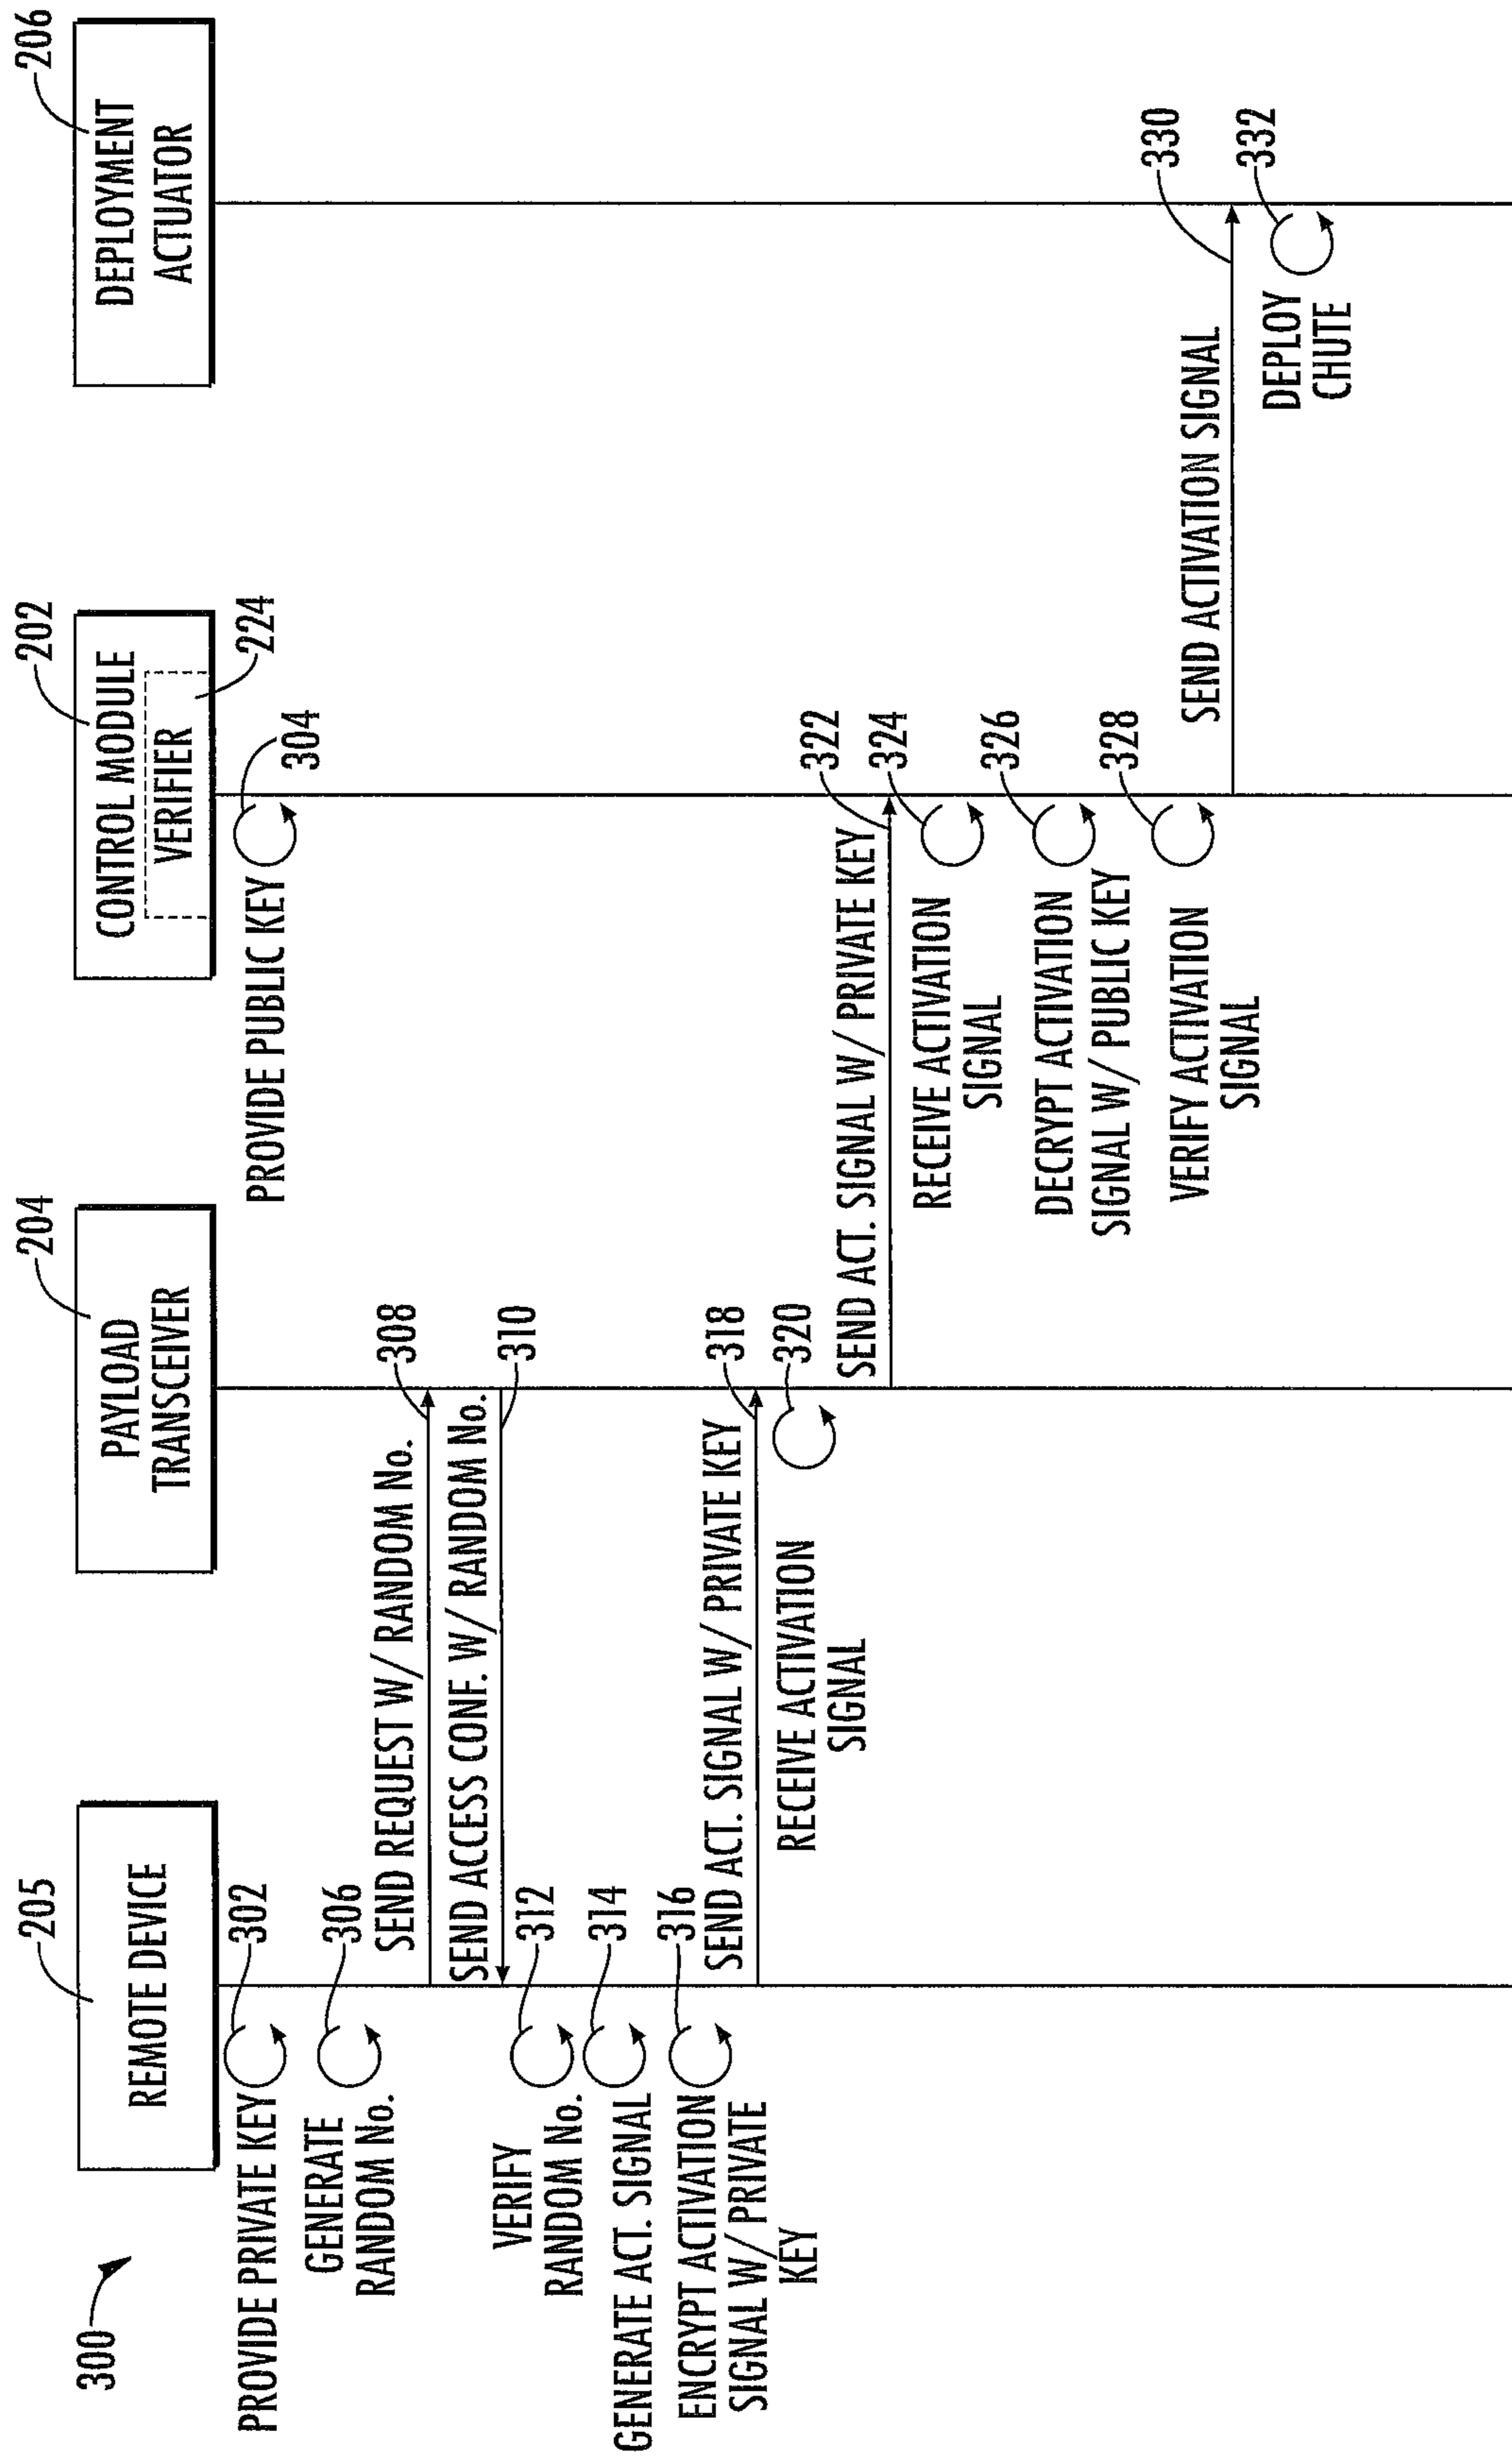 300
205
REMOTE DEVICE
204
PAYLOAD
TRANSCEIVER
202
CONTROL MODULE
VERIFIER
224
206
DEPLOYMENT
ACTUATOR
PROVIDE PRIVATE KEY
302
PROVIDE PUBLIC KEY
304
GENERATE
RANDOM No.
306
SEND REQUEST W/ RANDOM No.
308
SEND ACCESS CONF. W/ RANDOM No.
310
VERIFY
RANDOM No.
312
GENERATE ACT. SIGNAL
314
ENCRYPT ACTIVATION
SIGNAL W/ PRIVATE
KEY
316
SEND ACT. SIGNAL W/ PRIVATE KEY
318
RECEIVE ACTIVATION
SIGNAL
320
SEND ACT. SIGNAL W/ PRIVATE KEY
322
RECEIVE ACTIVATION
SIGNAL
324
DECRYPT ACTIVATION
SIGNAL W/ PUBLIC KEY
326
VERIFY ACTIVATION
SIGNAL
328
SEND ACTIVATION SIGNAL
330
DEPLOY
CHUTE
332